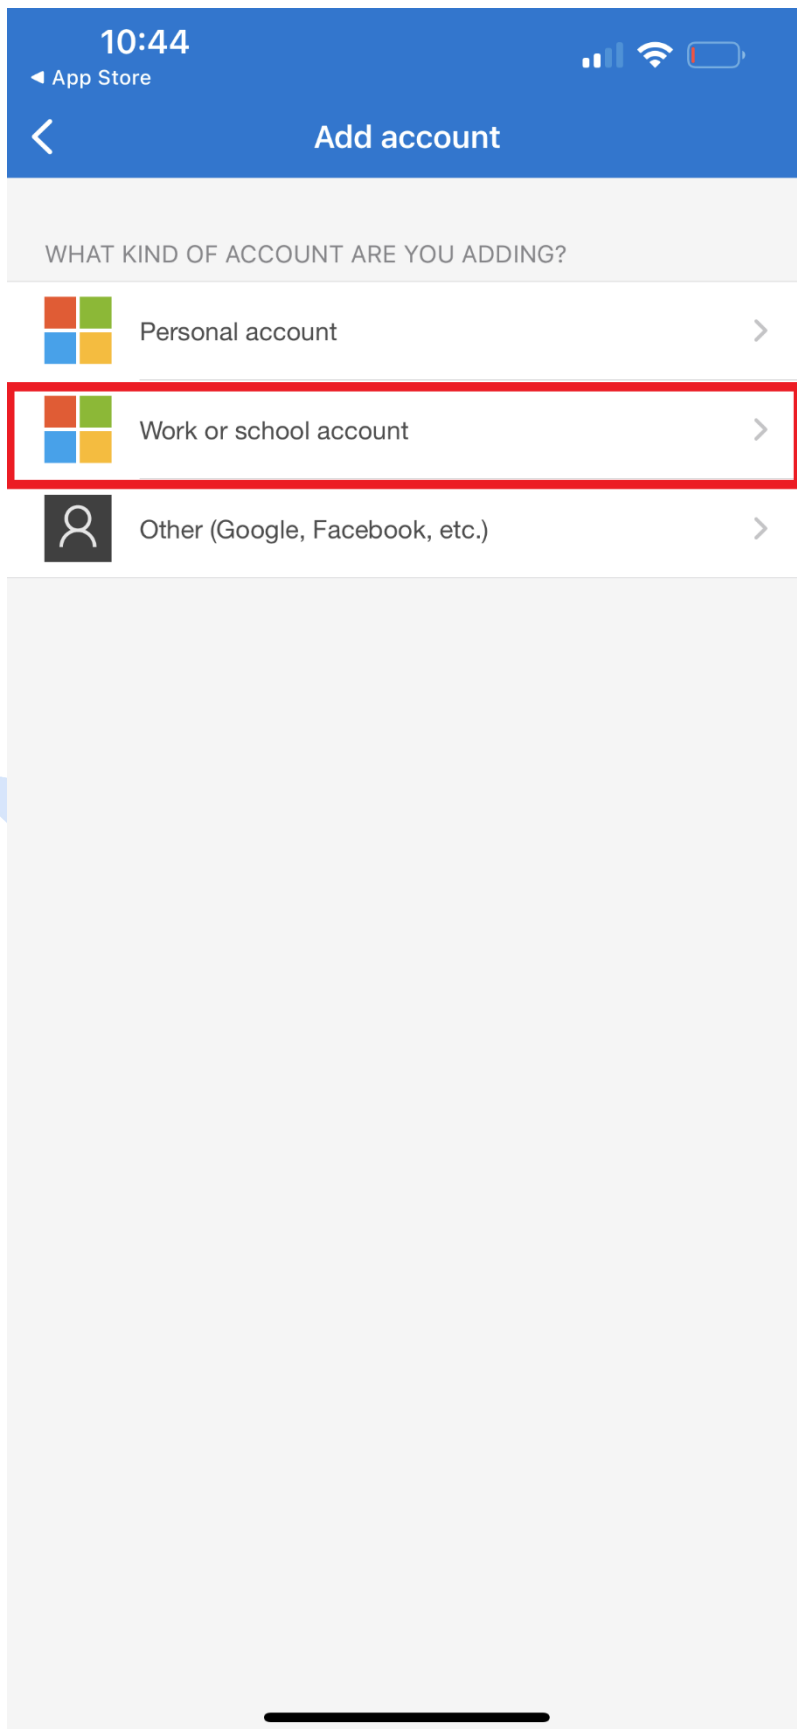 10:44
◀ App Store
Add account
WHAT KIND OF ACCOUNT ARE YOU ADDING?
Personal account
Work or school account
Other (Google, Facebook, etc.)